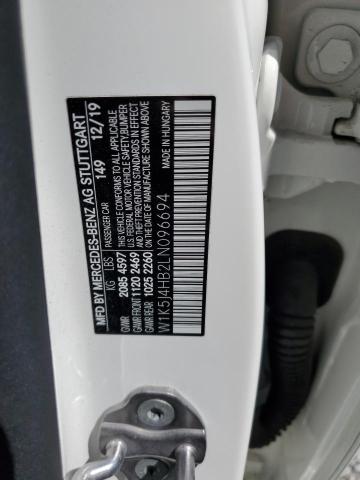 MFD BY MERCEDES-BENZ AG STUTTGART
PASSENGER CAR 149 12/19
THIS VEHICLE CONFORMS TO ALL APPLICABLE
U.S. FEDERAL MOTOR VEHICLE SAFETY, BUMPER
AND THEFT PREVENTION STANDARDS IN EFFECT
ON THE DATE OF MANUFACTURE SHOWN ABOVE
KG LBS
GVWR 2085 4597
GAWR FRONT 1120 2469
GAWR REAR 1025 2260
MADE IN HUNGARY
W1K5J4HB2LN096694